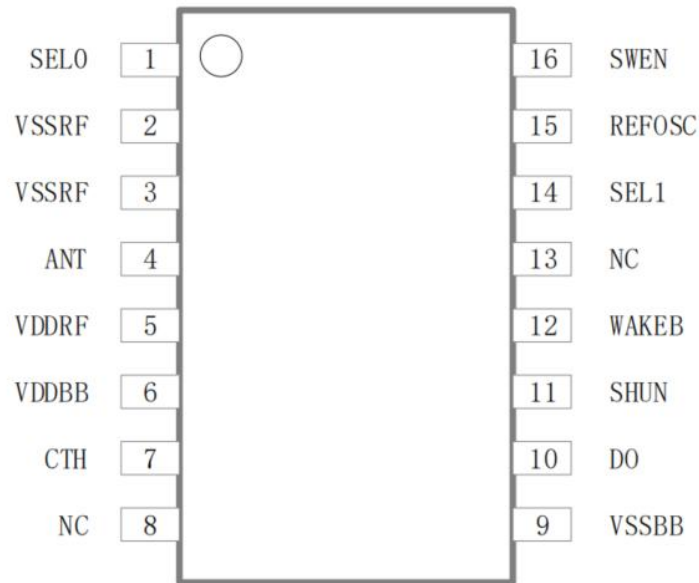 SEL0 1 16 SWEN
VSSRF 2 15 REFOSC
VSSRF 3 14 SEL1
ANT 4 13 NC
VDDRF 5 12 WAKEB
VDDBB 6 11 SHUN
CTH 7 10 DO
NC 8 9 VSSBB